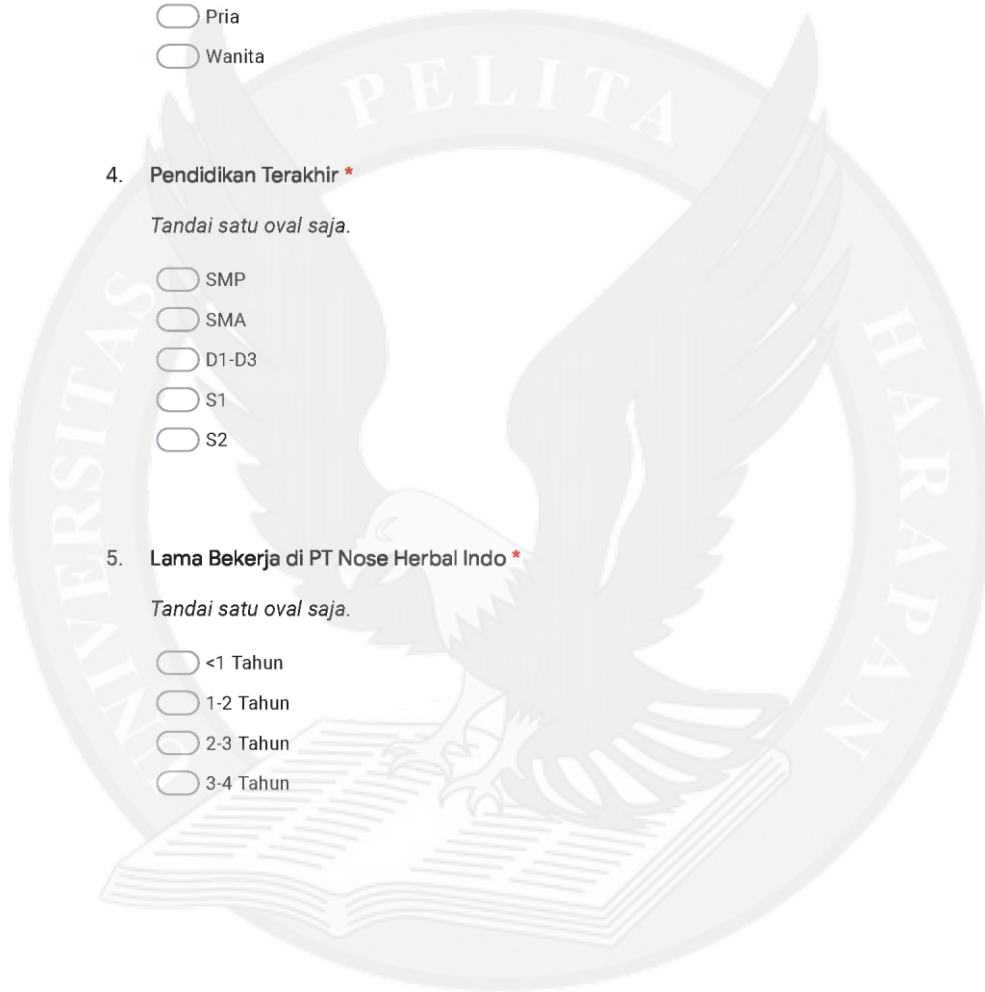 Pria
Wanita
PELITA
4. Pendidikan Terakhir *
Tandai satu oval saja.
SMP
SMA
D1-D3
S1
S2
UNIVERSITAS
HARAPAN
5. Lama Bekerja di PT Nose Herbal Indo *
Tandai satu oval saja.
<1 Tahun
1-2 Tahun
2-3 Tahun
3-4 Tahun